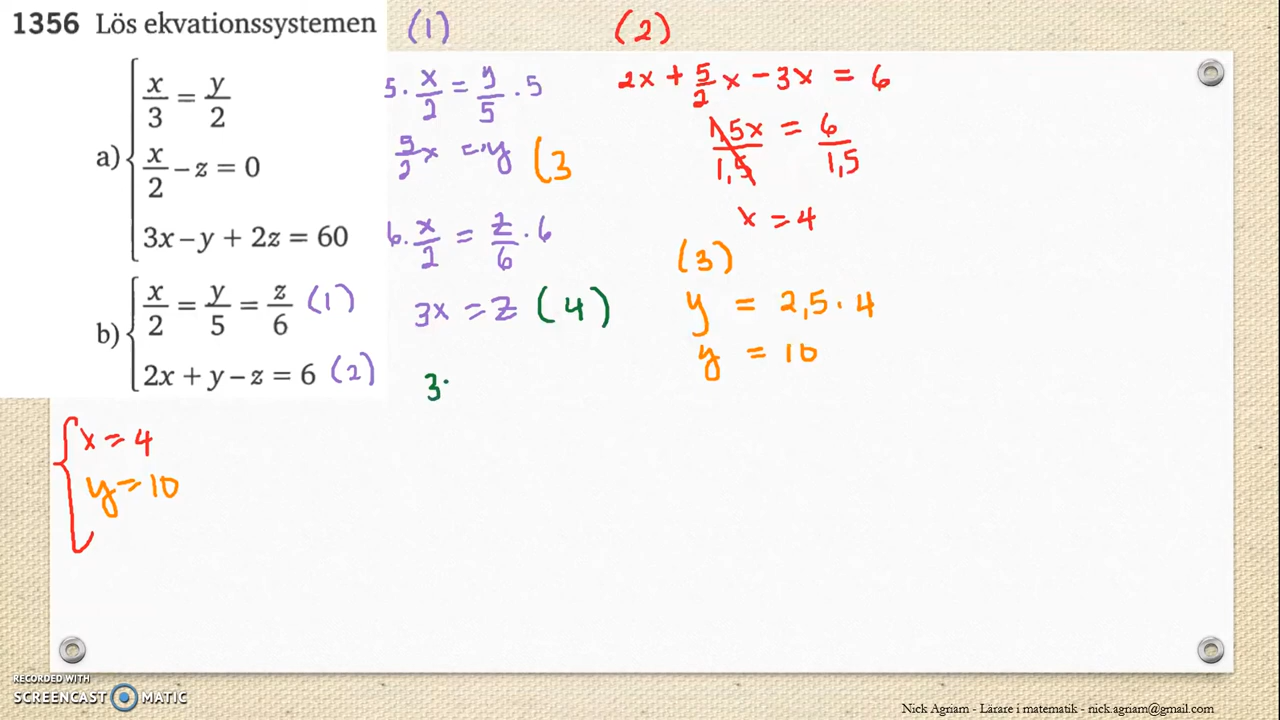 1356 Lös ekvationssystemen
a) { x/3 = y/2
x/2 − z = 0
3x − y + 2z = 60
b) { x/2 = y/5 = z/6 (1)
2x + y − z = 6 (2)
{ x = 4
y = 10
(1)
5 · x/2 = y/5 · 5
5/2 x = y (3
6 · x/2 = z/6 · 6
3x = z (4)
3·
(2)
2x + 5/2 x − 3x = 6
1,5x/1,5 = 6/1,5
x = 4
(3)
y = 2,5 · 4
y = 10
RECORDED WITH
SCREENCAST MATIC
Nick Agniam - Lärare i matematik - nick.agniam@gmail.com